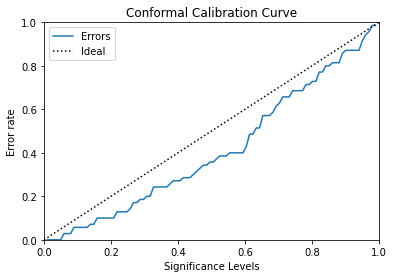 Conformal Calibration Curve
Errors
Ideal
Error rate
1.0
0.8
0.6
0.4
0.2
0.0
0.0 0.2 0.4 0.6 0.8 1.0
Significance Levels